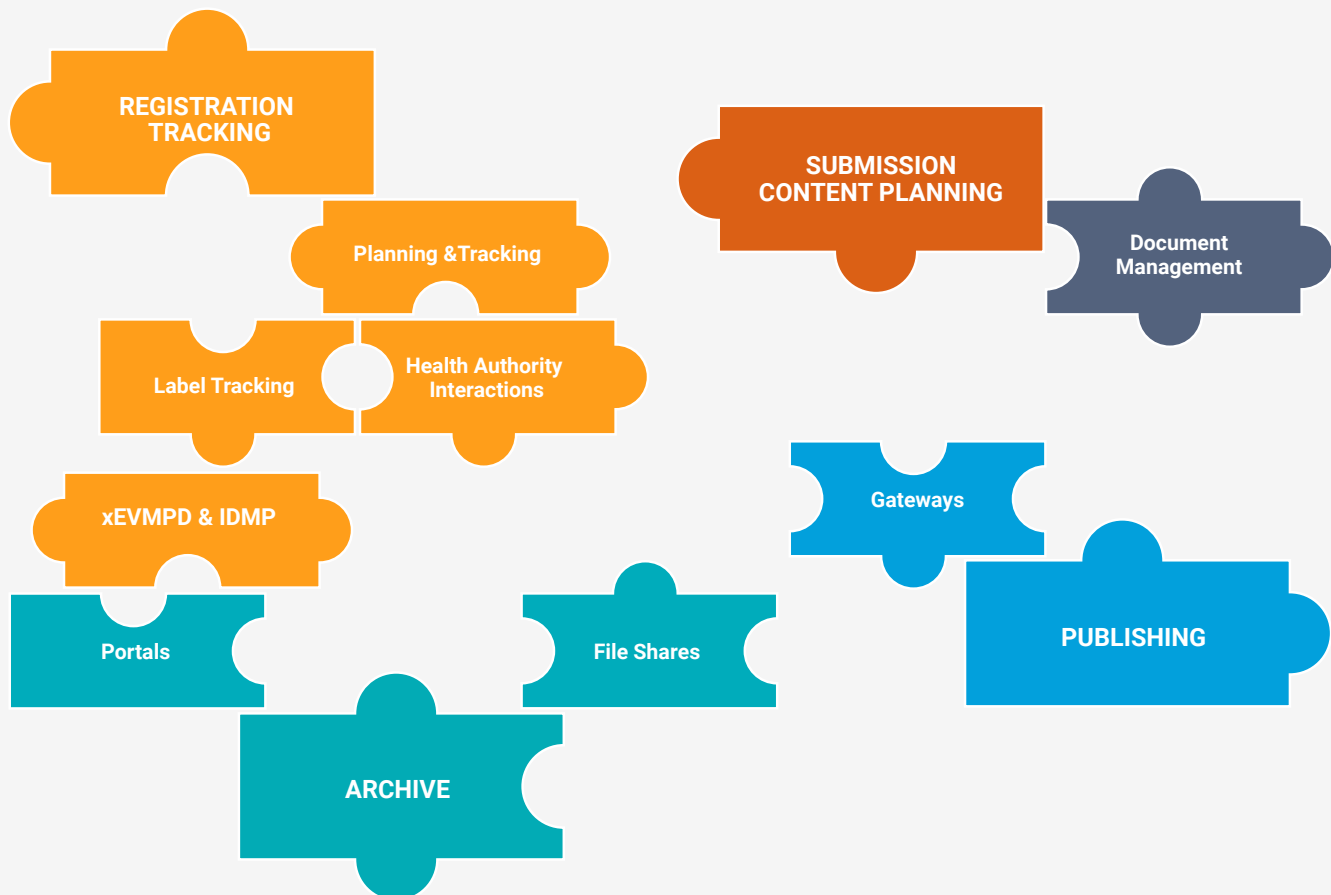 REGISTRATION
TRACKING
SUBMISSION
CONTENT PLANNING
Planning &Tracking
Document
Management
Label Tracking
Health Authority
Interactions
Gateways
xEVMPD & IDMP
Portals
File Shares
PUBLISHING
ARCHIVE